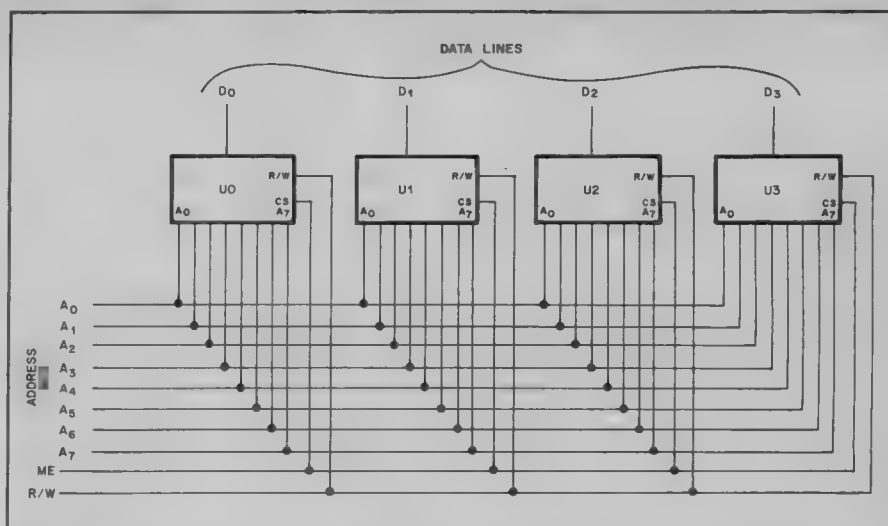 DATA LINES
D0 D1 D2 D3
R/W R/W R/W R/W
U0 U1 U2 U3
CS CS CS CS
A0 A7 A0 A7 A0 A7 A0 A7
A0
A1
A2
A3
A4
A5
A6
A7
ADDRESS
ME
R/W